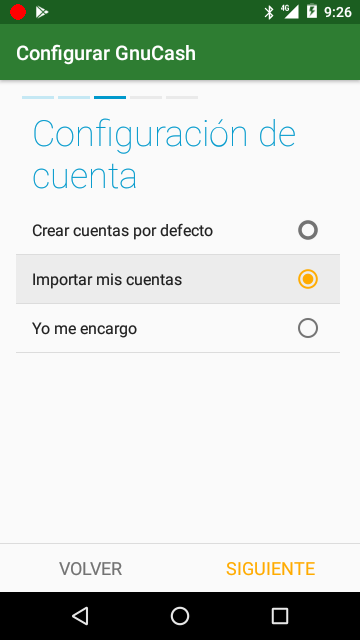 4G 9:26
Configurar GnuCash
Configuración de
cuenta
Crear cuentas por defecto
Importar mis cuentas
Yo me encargo
VOLVER SIGUIENTE